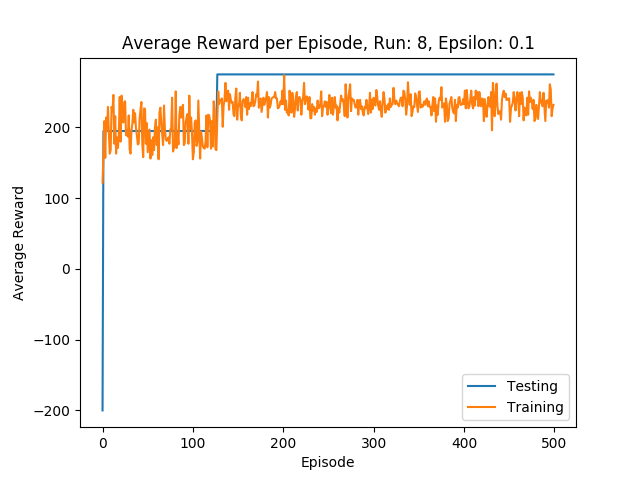 Average Reward per Episode, Run: 8, Epsilon: 0.1
Average Reward
200
100
0
−100
−200
0
100
200
300
400
500
Episode
Testing
Training